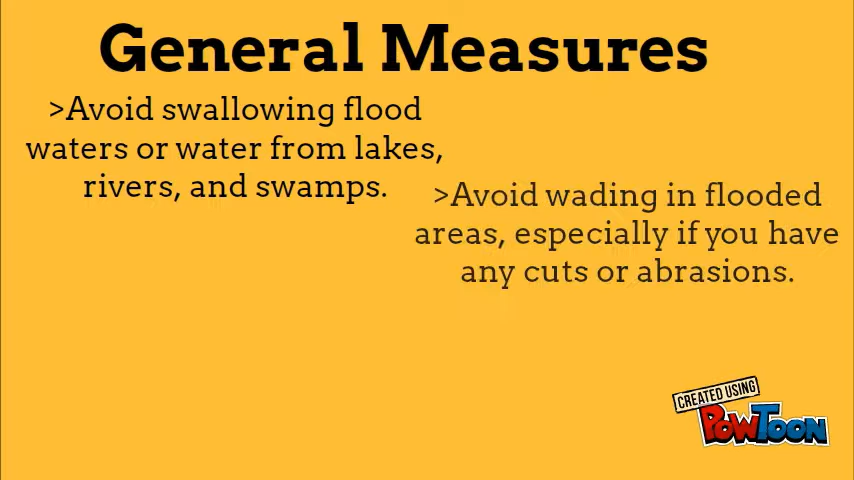 General Measures
>Avoid swallowing flood
waters or water from lakes,
rivers, and swamps.
>Avoid wading in flooded
areas, especially if you have
any cuts or abrasions.
CREATED USING
POWTOON